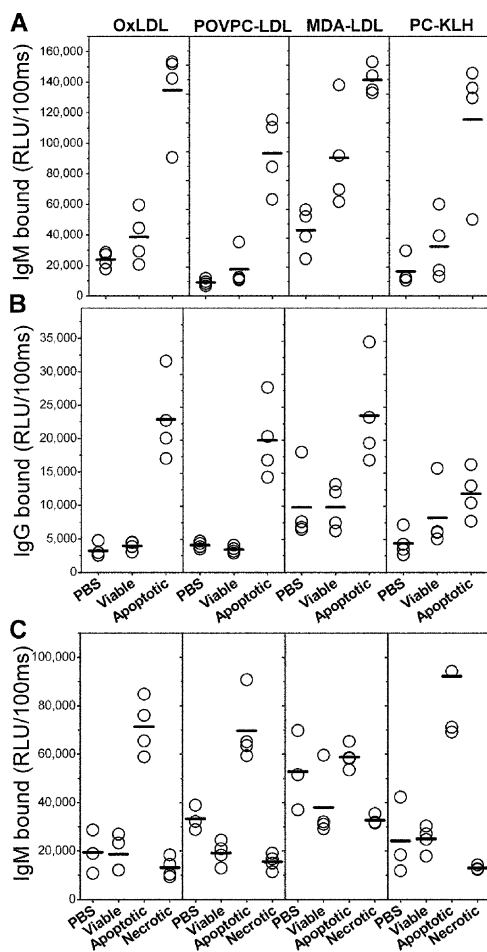 A
OxLDL POVPC-LDL MDA-LDL PC-KLH
IgM bound (RLU/100ms)
160,000
140,000
120,000
100,000
80,000
60,000
40,000
20,000
0
B
IgG bound (RLU/100ms)
35,000
30,000
25,000
20,000
15,000
10,000
5,000
0
PBS Viable Apoptotic PBS Viable Apoptotic PBS Viable Apoptotic PBS Viable Apoptotic
C
IgM bound (RLU/100ms)
100,000
80,000
60,000
40,000
20,000
0
PBS Viable Apoptotic Necrotic PBS Viable Apoptotic Necrotic PBS Viable Apoptotic Necrotic PBS Viable Apoptotic Necrotic